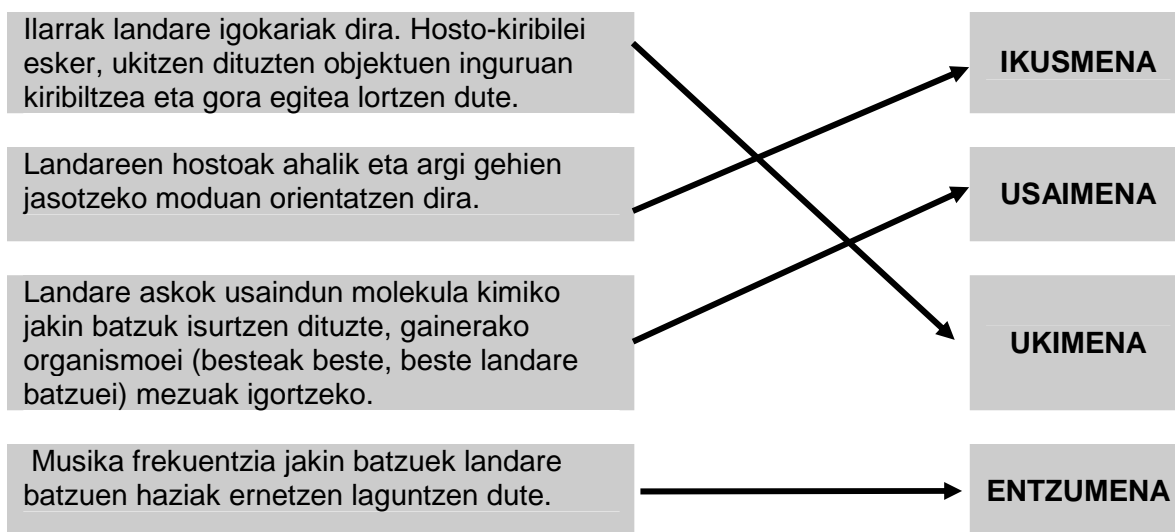 Ilarrak landare igokariak dira. Hosto-kiribilei
esker, ukitzen dituzten objektuen inguruan
kiribiltzea eta gora egitea lortzen dute.
IKUSMENA
Landareen hostoak ahalik eta argi gehien
jasotzeko moduan orientatzen dira.
USAIMENA
Landare askok usaindun molekula kimiko
jakin batzuk isurtzen dituzte, gainerako
organismoei (besteak beste, beste landare
batzuei) mezuak igortzeko.
UKIMENA
Musika frekuentzia jakin batzuek landare
batzuen haziak ernetzen laguntzen dute.
ENTZUMENA